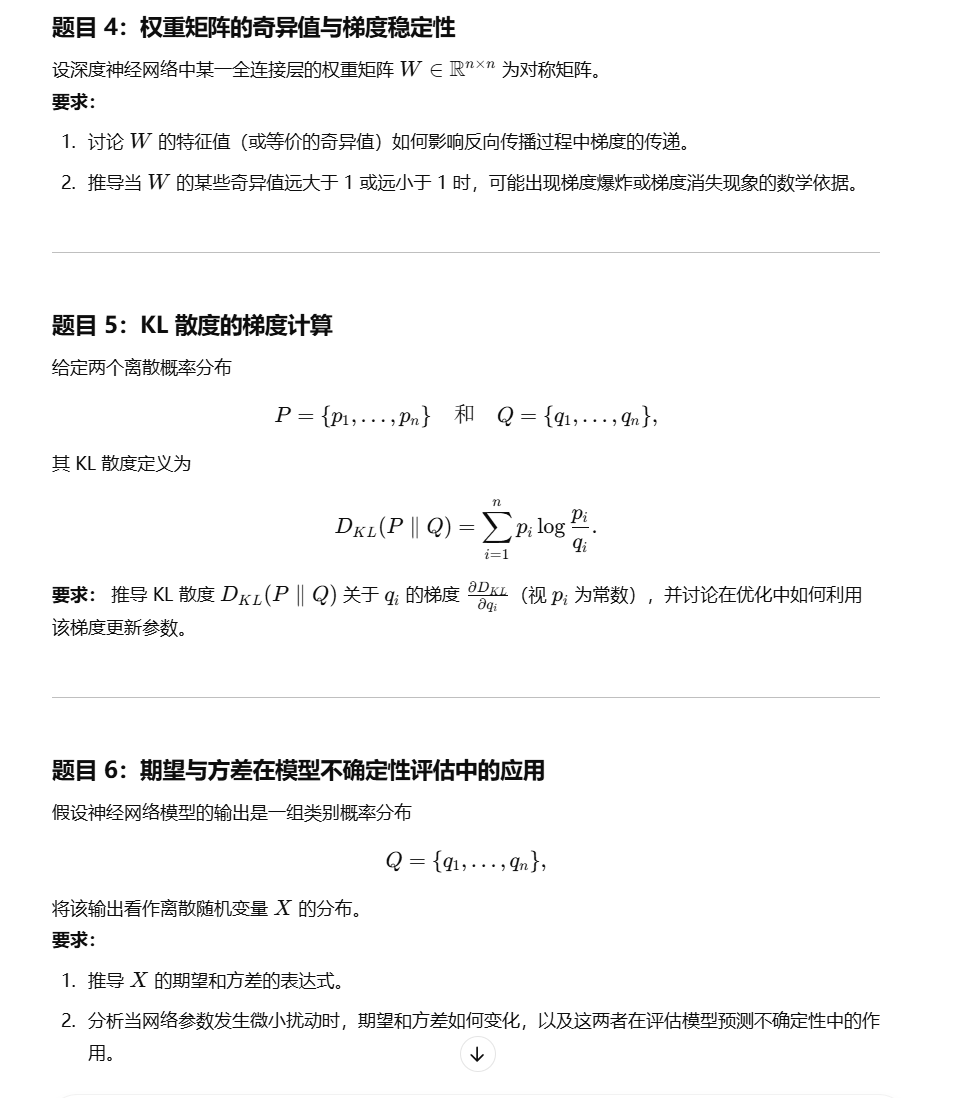 题目 4：权重矩阵的奇异值与梯度稳定性
设深度神经网络中某一全连接层的权重矩阵 $W \in \mathbb{R}^{n \times n}$ 为对称矩阵。
要求：
1. 讨论 $W$ 的特征值（或等价的奇异值）如何影响反向传播过程中梯度的传递。
2. 推导当 $W$ 的某些奇异值远大于 1 或远小于 1 时，可能出现梯度爆炸或梯度消失现象的数学依据。
题目 5：KL 散度的梯度计算
给定两个离散概率分布
$P = \{p_1, \ldots, p_n\}$ 和 $Q = \{q_1, \ldots, q_n\},$
其 KL 散度定义为
$D_{KL}(P \parallel Q) = \sum_{i=1}^{n} p_i \log \frac{p_i}{q_i}.$
要求： 推导 KL 散度 $D_{KL}(P \parallel Q)$ 关于 $q_i$ 的梯度 $\frac{\partial D_{KL}}{\partial q_i}$（视 $p_i$ 为常数），并讨论在优化中如何利用
该梯度更新参数。
题目 6：期望与方差在模型不确定性评估中的应用
假设神经网络模型的输出是一组类别概率分布
$Q = \{q_1, \ldots, q_n\},$
将该输出看作离散随机变量 $X$ 的分布。
要求：
1. 推导 $X$ 的期望和方差的表达式。
2. 分析当网络参数发生微小扰动时，期望和方差如何变化，以及这两者在评估模型预测不确定性中的作
用。